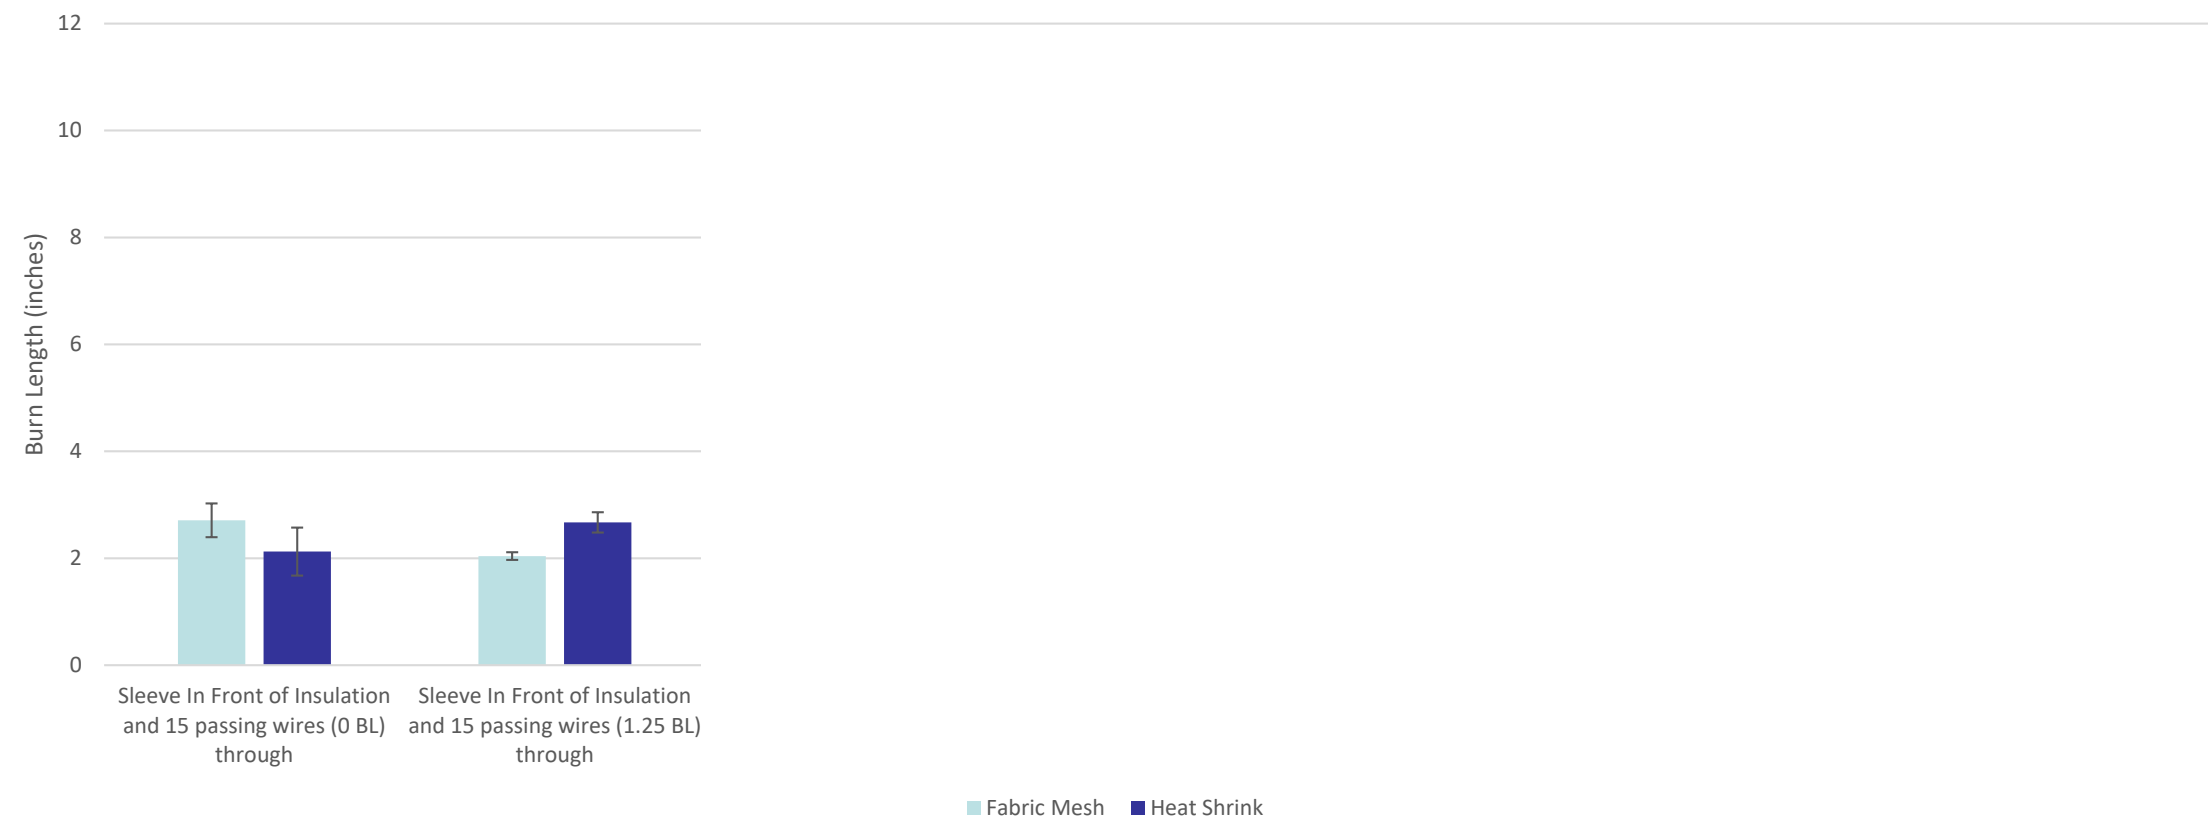 12
10
8
6
4
2
0
Burn Length (inches)
Sleeve In Front of Insulation
and 15 passing wires (0 BL)
through
Sleeve In Front of Insulation
and 15 passing wires (1.25 BL)
through
Fabric Mesh
Heat Shrink